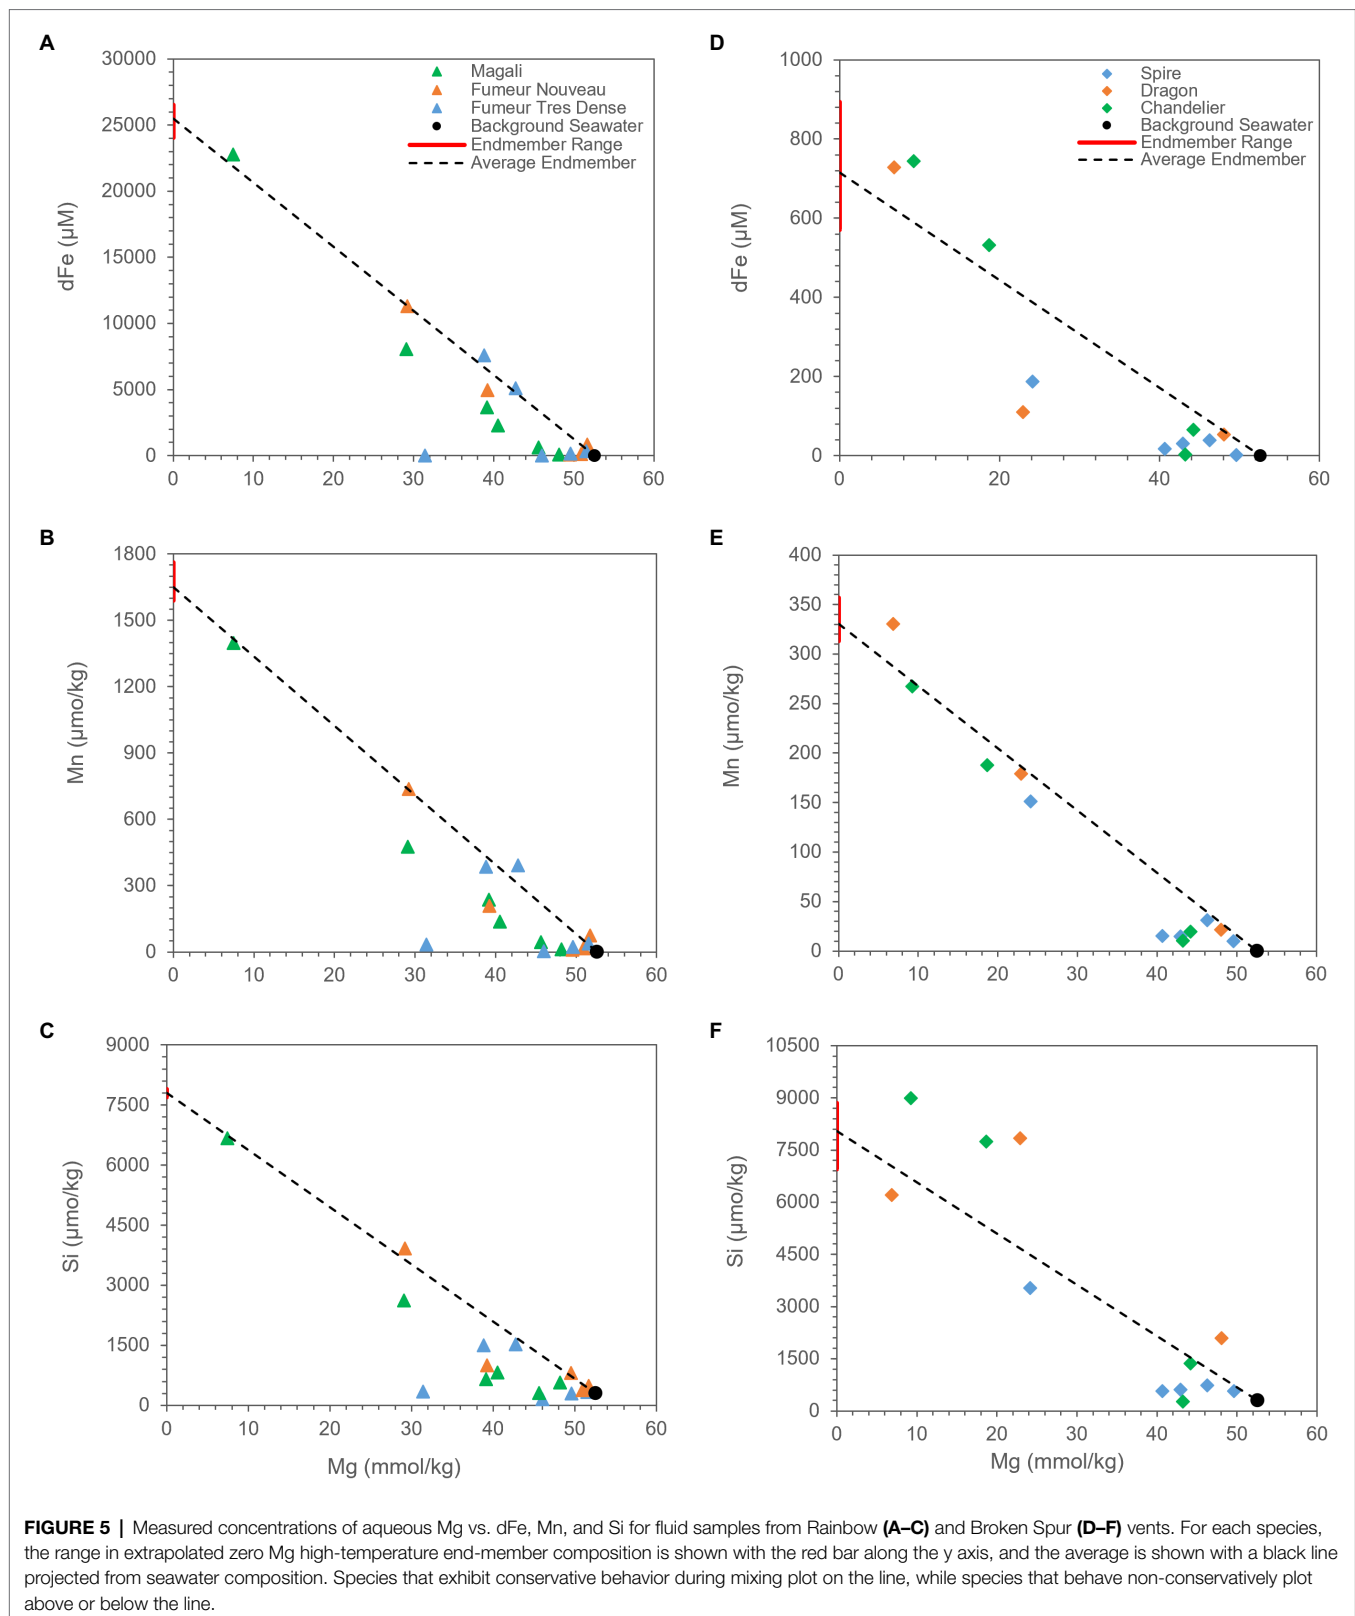 A
30000
25000
20000
15000
10000
5000
0
dFe (µM)
Magali
Fumeur Nouveau
Fumeur Tres Dense
Background Seawater
Endmember Range
Average Endmember
0 10 20 30 40 50 60
D
1000
800
600
400
200
0
dFe (µM)
Spire
Dragon
Chandelier
Background Seawater
Endmember Range
Average Endmember
0 20 40 60
B
1800
1500
1200
900
600
300
0
Mn (µmo/kg)
0 10 20 30 40 50 60
E
400
350
300
250
200
150
100
50
0
Mn (µmo/kg)
0 10 20 30 40 50 60
C
9000
7500
6000
4500
3000
1500
0
Si (µmo/kg)
0 10 20 30 40 50 60
Mg (mmol/kg)
F
10500
9000
7500
6000
4500
3000
1500
0
Si (µmo/kg)
0 10 20 30 40 50 60
Mg (mmol/kg)
FIGURE 5 | Measured concentrations of aqueous Mg vs. dFe, Mn, and Si for fluid samples from Rainbow (A–C) and Broken Spur (D–F) vents. For each species,
the range in extrapolated zero Mg high-temperature end-member composition is shown with the red bar along the y axis, and the average is shown with a black line
projected from seawater composition. Species that exhibit conservative behavior during mixing plot on the line, while species that behave non-conservatively plot
above or below the line.